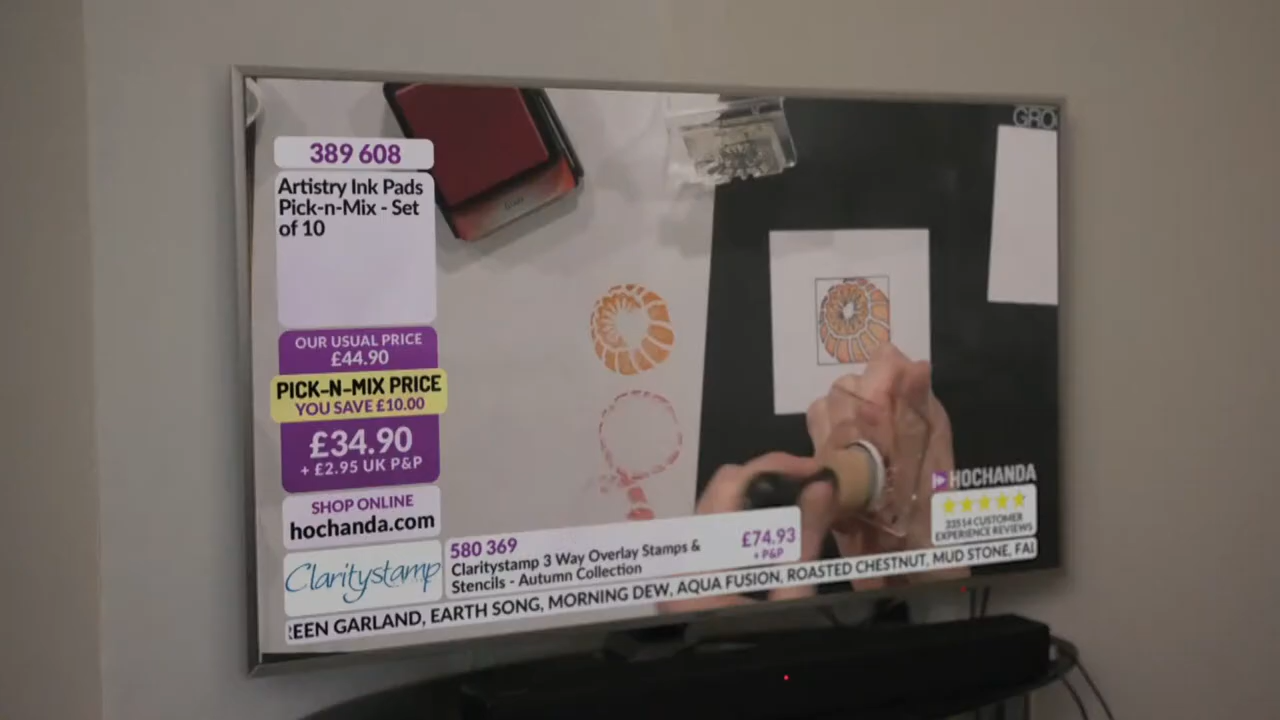 GRO
389 608
Artistry Ink Pads
Pick-n-Mix - Set
of 10
OUR USUAL PRICE
£44.90
PICK-N-MIX PRICE
YOU SAVE £10.00
£34.90
+ £2.95 UK P&P
SHOP ONLINE
hochanda.com
Claritystamp
580 369
Claritystamp 3 Way Overlay Stamps &
Stencils - Autumn Collection
£74.93
+ P&P
HOCHANDA
CUSTOMER
EXPERIENCE REVIEWS
EEN GARLAND, EARTH SONG, MORNING DEW, AQUA FUSION, ROASTED CHESTNUT, MUD STONE, FAI